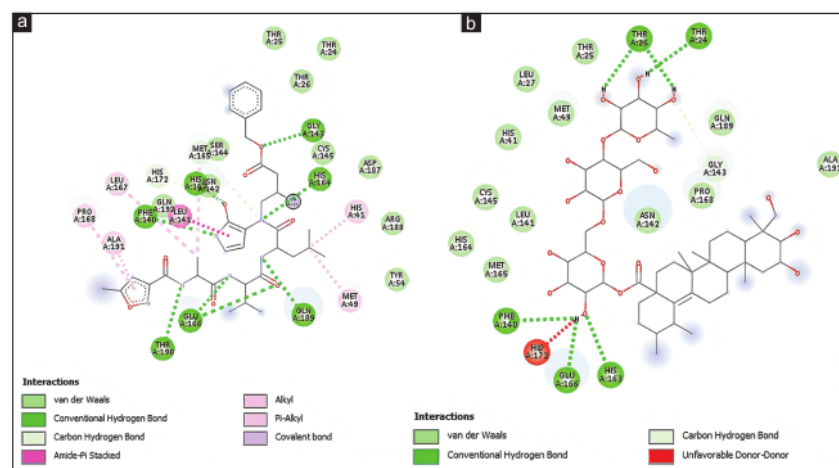 a
THR
A:25
THR
A:24
THR
A:26
GLY
A:143
MET
A:165
SER
A:144
CYS
A:145
ASP
A:187
HIS
A:172
ASN
A:142
HIS
A:164
LEU
A:167
PRO
A:168
PHE
A:140
LEU
A:141
HIS
A:41
ARG
A:188
ALA
A:191
TYR
A:54
MET
A:49
GLU
A:166
GLN
A:189
THR
A:190
Interactions
van der Waals
Conventional Hydrogen Bond
Carbon Hydrogen Bond
Amide-Pi Stacked
Alkyl
Pi-Alkyl
Covalent bond
b
THR
A:25
THR
A:26
THR
A:24
LEU
A:27
MET
A:49
GLN
A:189
HIS
A:41
GLY
A:143
ALA
A:191
CYS
A:145
PRO
A:168
LEU
A:141
ASN
A:142
HIS
A:164
MET
A:165
PHE
A:140
A:172
GLU
A:166
HIS
A:163
Interactions
van der Waals
Conventional Hydrogen Bond
Carbon Hydrogen Bond
Unfavorable Donor-Donor